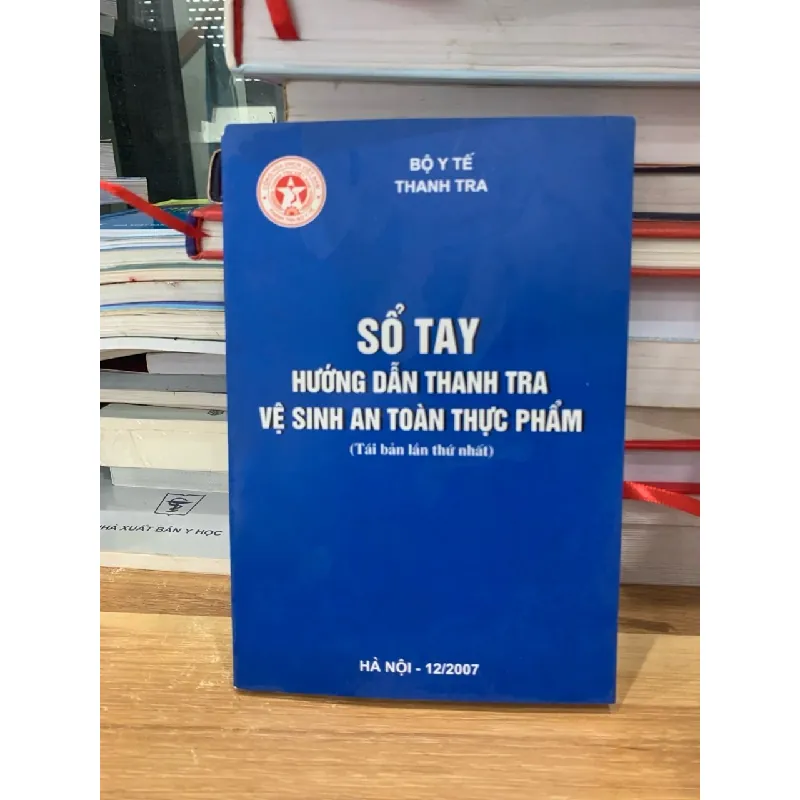 BỘ Y TẾ
THANH TRA
SỔ TAY
HƯỚNG DẪN THANH TRA
VỆ SINH AN TOÀN THỰC PHẨM
(Tái bản lần thứ nhất)
HÀ NỘI - 12/2007
NHÀ XUẤT BẢN Y HỌC